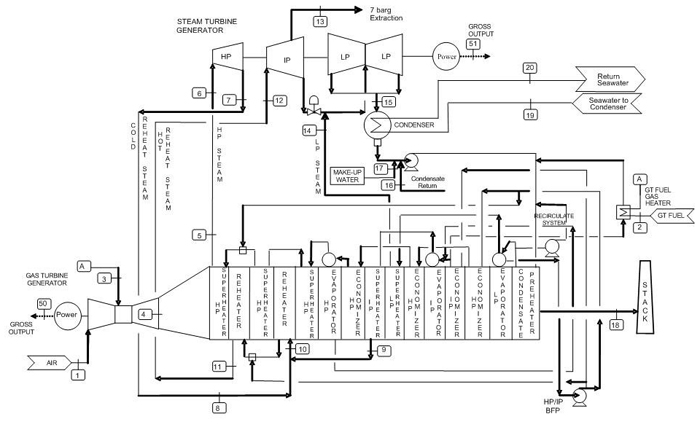 STEAM TURBINE
GENERATOR
7 barg
Extraction
13
GROSS
OUTPUT
51
HP
IP
LP
LP
Power
6
7
12
15
20
Return
Seawater
19
Seawater to
Condenser
14
CONDENSER
COLD
REHEAT STEAM
HOT
REHEAT STEAM
HP STEAM
LP STEAM
17
MAKE-UP
WATER
16
Condensate
Return
A
GT FUEL
GAS
HEATER
GT FUEL
2
RECIRCULATE
SYSTEM
5
A
3
GAS TURBINE
GENERATOR
50
GROSS
OUTPUT
Power
4
AIR
1
HP
SUPERHEATER
REHEATER
HP
SUPERHEATER
REHEATER
HP
SUPERHEATER
HP
EVAPORATOR
HP
ECONOMIZER
IP
SUPERHEATER
LP
SUPERHEATER
HP
ECONOMIZER
IP
EVAPORATOR
IP
ECONOMIZER
HP
ECONOMIZER
LP
EVAPORATOR
CONDENSATE
PREHEATER
STACK
18
11
10
9
8
HP/IP
BFP